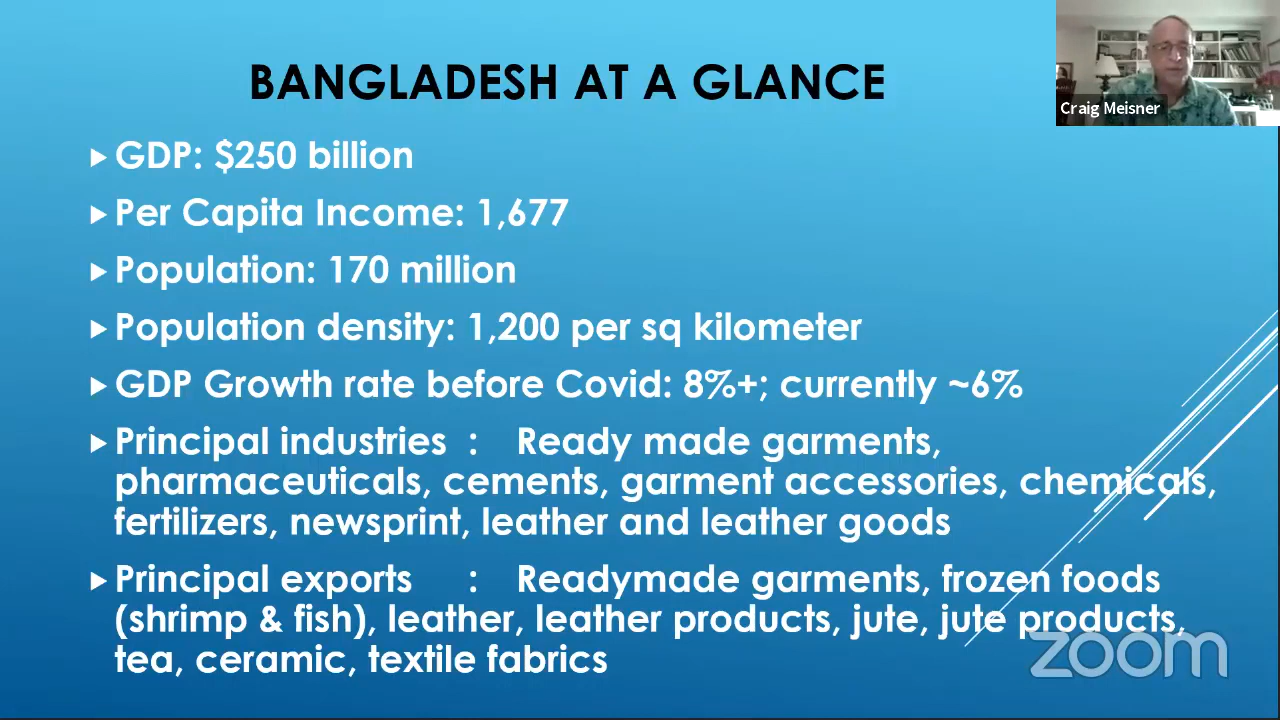 BANGLADESH AT A GLANCE
Craig Meisner
GDP: $250 billion
Per Capita Income: 1,677
Population: 170 million
Population density: 1,200 per sq kilometer
GDP Growth rate before Covid: 8%+; currently ~6%
Principal industries : Ready made garments,
pharmaceuticals, cements, garment accessories, chemicals,
fertilizers, newsprint, leather and leather goods
Principal exports : Readymade garments, frozen foods
(shrimp & fish), leather, leather products, jute, jute products,
tea, ceramic, textile fabrics
zoom